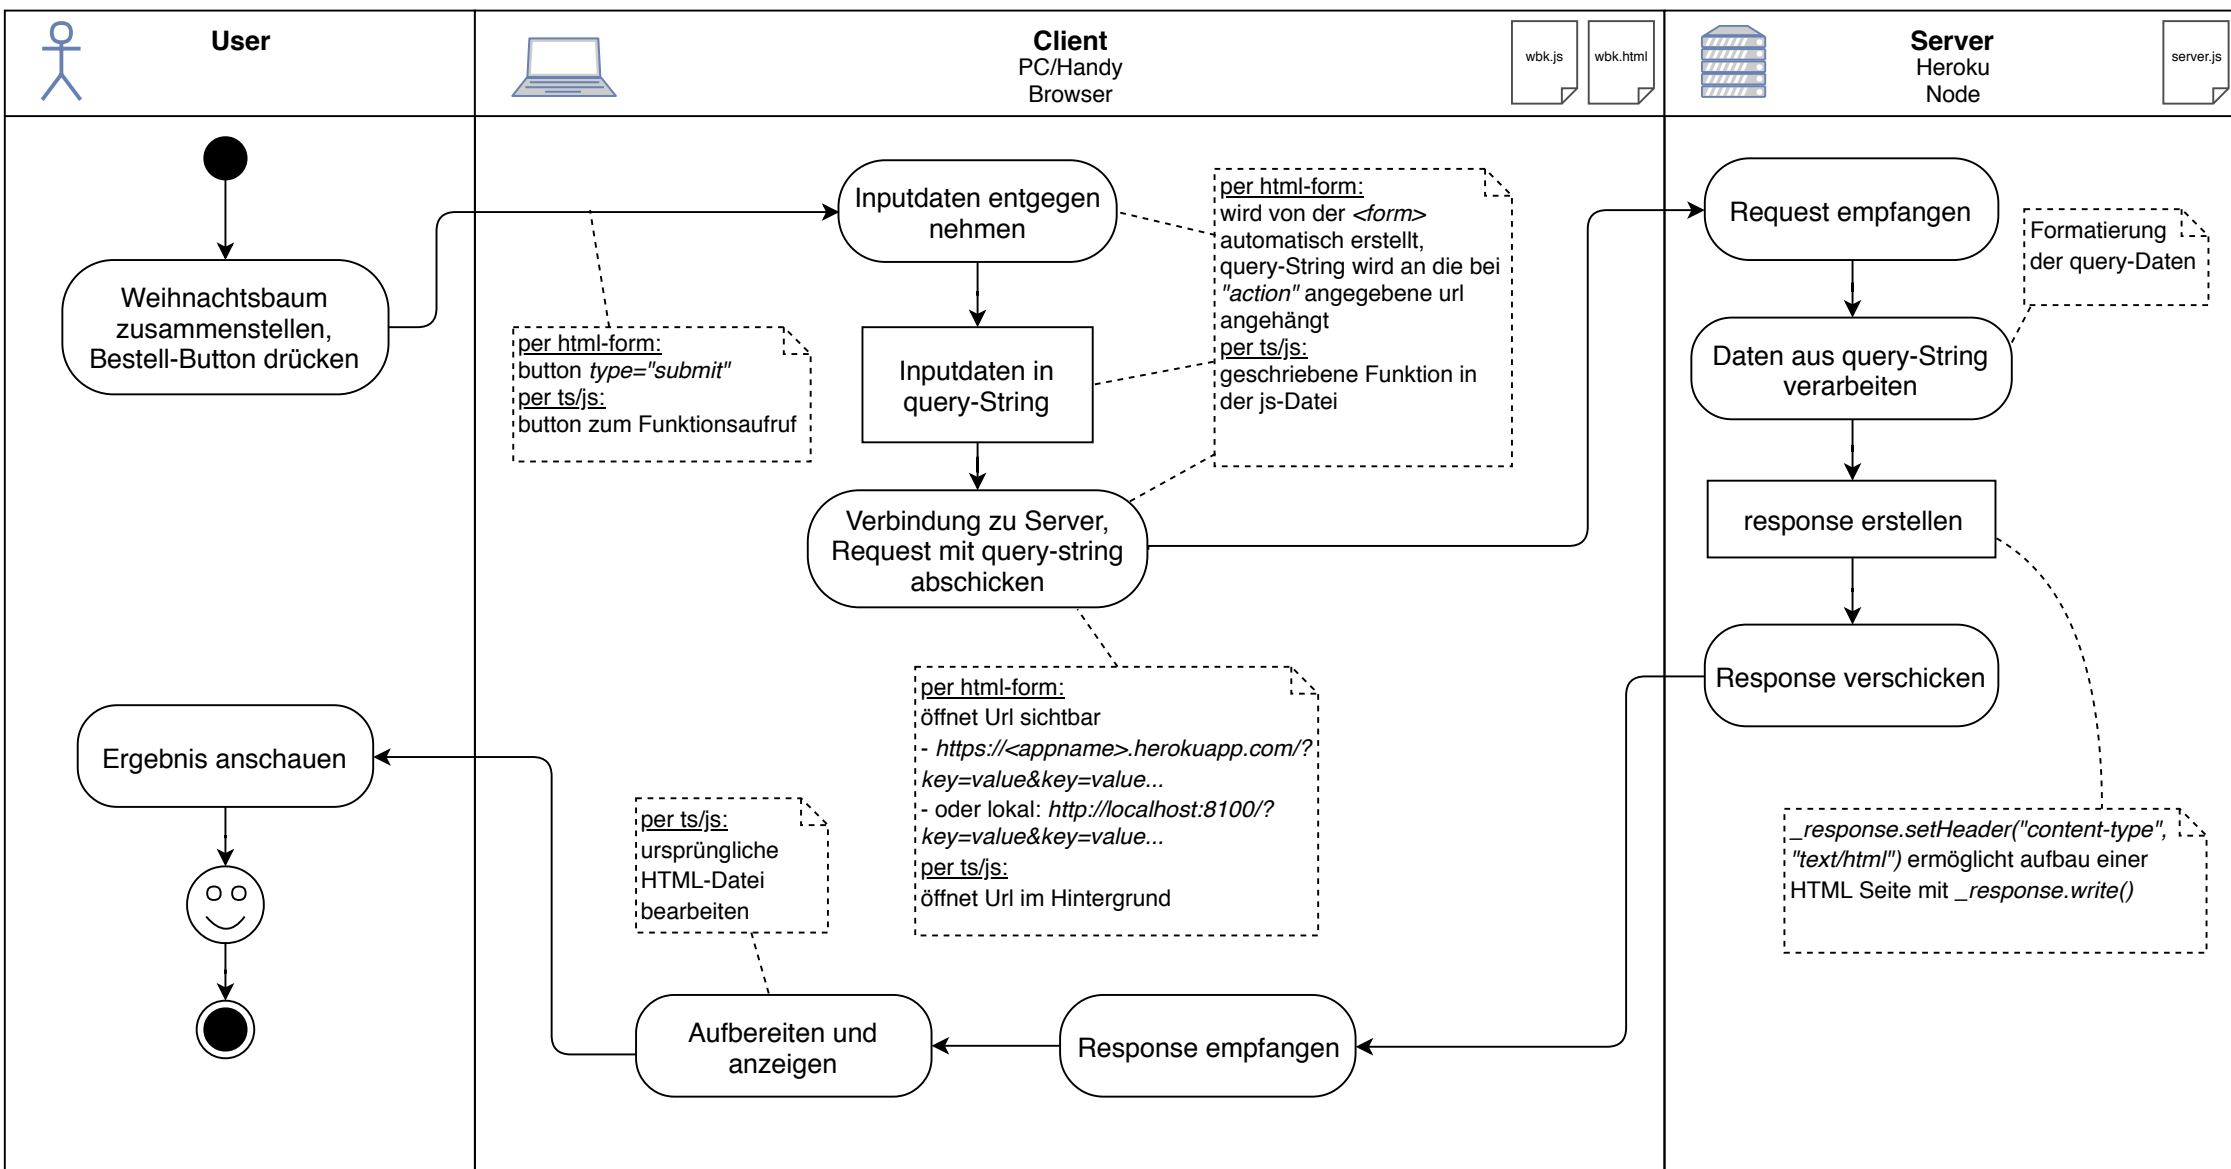 User
Client
PC/Handy
Browser
wbk.js
wbk.html
Server
Heroku
Node
server.js
Weihnachtsbaum
zusammenstellen,
Bestell-Button drücken
per html-form:
button type="submit"
per ts/js:
button zum Funktionsaufruf
Inputdaten entgegen
nehmen
per html-form:
wird von der <form>
automatisch erstellt,
query-String wird an die bei
"action" angegebene url
angehängt
per ts/js:
geschriebene Funktion in
der js-Datei
Inputdaten in
query-String
Verbindung zu Server,
Request mit query-string
abschicken
per html-form:
öffnet Url sichtbar
- https://<appname>.herokuapp.com/?
key=value&key=value...
- oder lokal: http://localhost:8100/?
key=value&key=value...
per ts/js:
öffnet Url im Hintergrund
Request empfangen
Formatierung
der query-Daten
Daten aus query-String
verarbeiten
response erstellen
Response verschicken
_response.setHeader("content-type",
"text/html") ermöglicht aufbau einer
HTML Seite mit _response.write()
Response empfangen
per ts/js:
ursprüngliche
HTML-Datei
bearbeiten
Aufbereiten und
anzeigen
Ergebnis anschauen